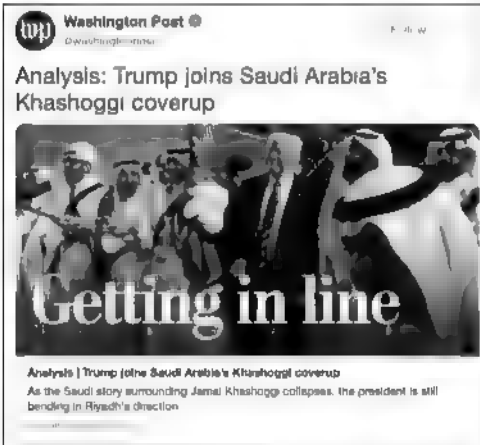 wp
Washington Post
Analysis: Trump joins Saudi Arabia's
Khashoggi coverup
Getting in line
Analysis | Trump joins Saudi Arabia's Khashoggi coverup
As the Saudi story surrounding Jamal Khashoggi collapses, the president is still
bending in Riyadh's direction